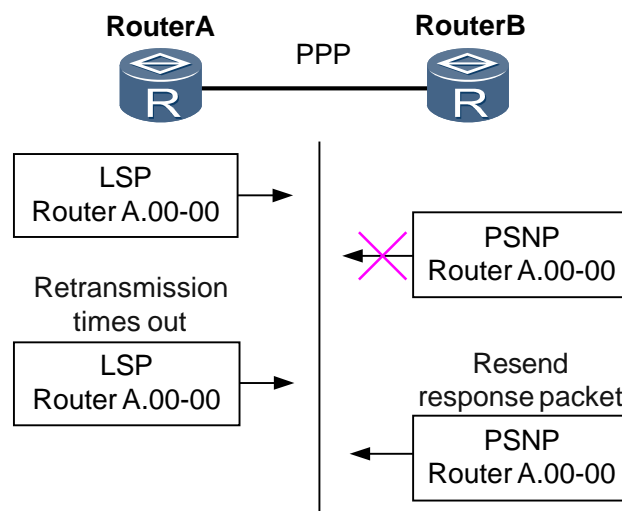 RouterA
RouterB
PPP
R
R
LSP
Router A.00-00
PSNP
Router A.00-00
Retransmission
times out
LSP
Router A.00-00
Resend
response packet
PSNP
Router A.00-00